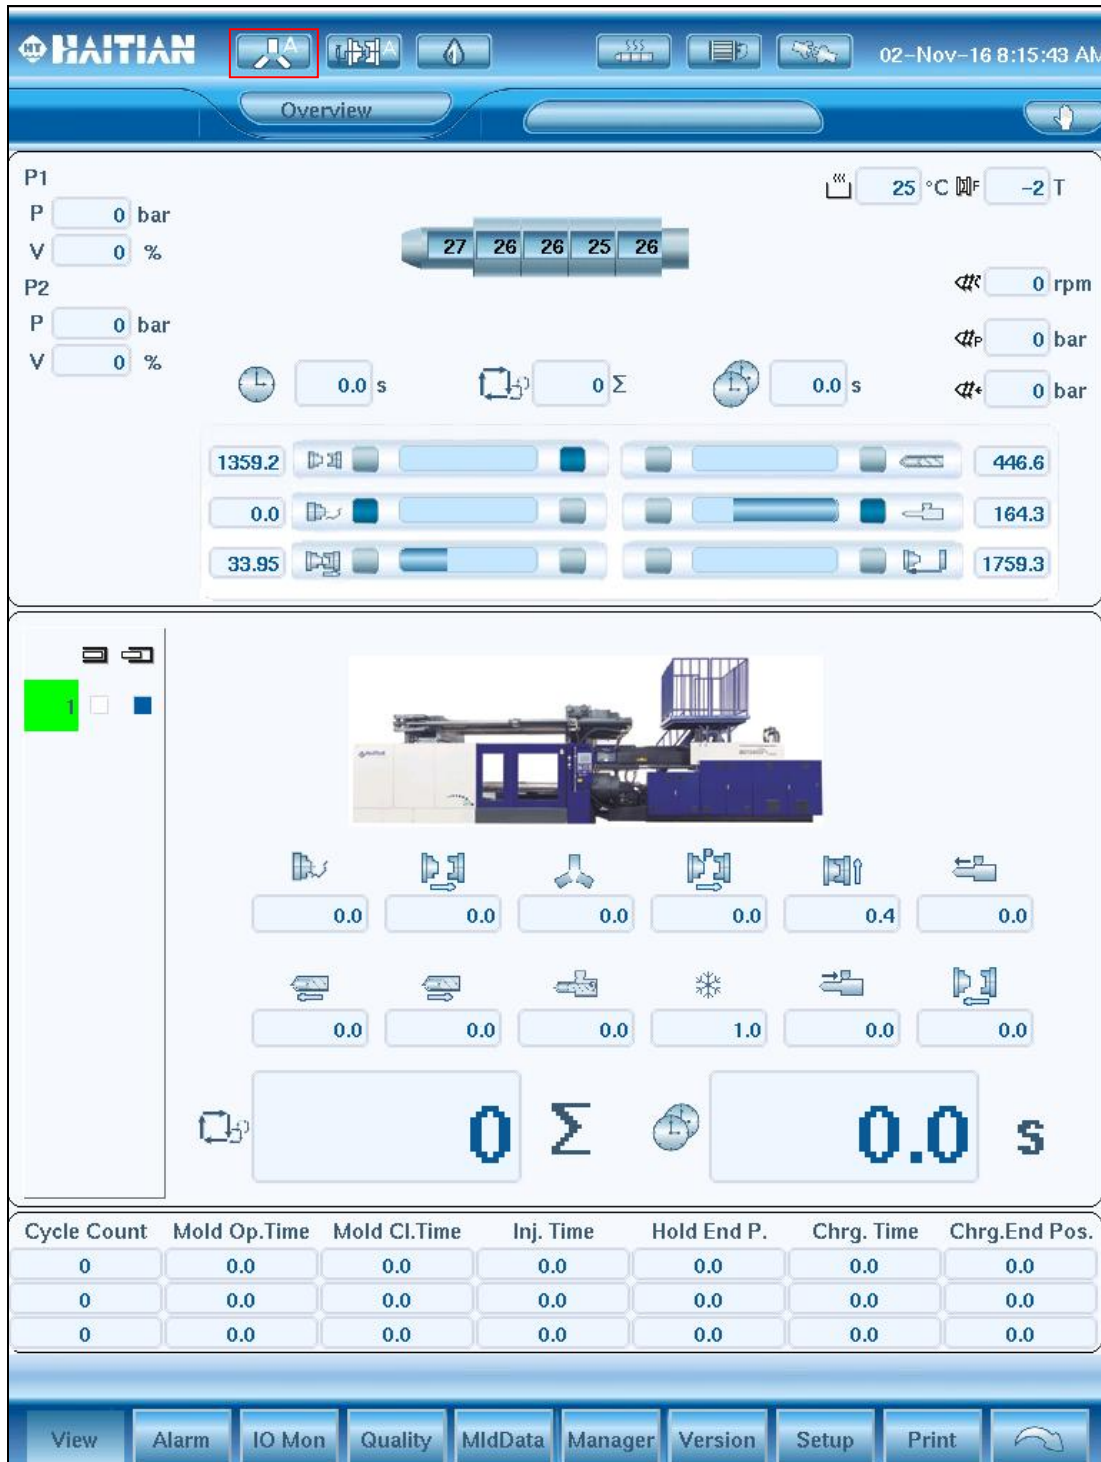 HT HAITIAN A A 02-Nov-16 8:15:43 AM
Overview
P1 25 °C F -2 T
P 0 bar
V 0 %
27 26 26 25 26
P2 0 rpm
P 0 bar P 0 bar
V 0 %
0.0 s 0 Σ 0.0 s 0 bar
1359.2 446.6
0.0 164.3
33.95 1759.3
1
P
0.0 0.0 0.0 0.0 0.4 0.0
0.0 0.0 0.0 1.0 0.0 0.0
0 Σ 0.0 s
Cycle Count Mold Op.Time Mold Cl.Time Inj. Time Hold End P. Chrg. Time Chrg.End Pos.
0 0.0 0.0 0.0 0.0 0.0 0.0
0 0.0 0.0 0.0 0.0 0.0 0.0
0 0.0 0.0 0.0 0.0 0.0 0.0
View Alarm IO Mon Quality MldData Manager Version Setup Print